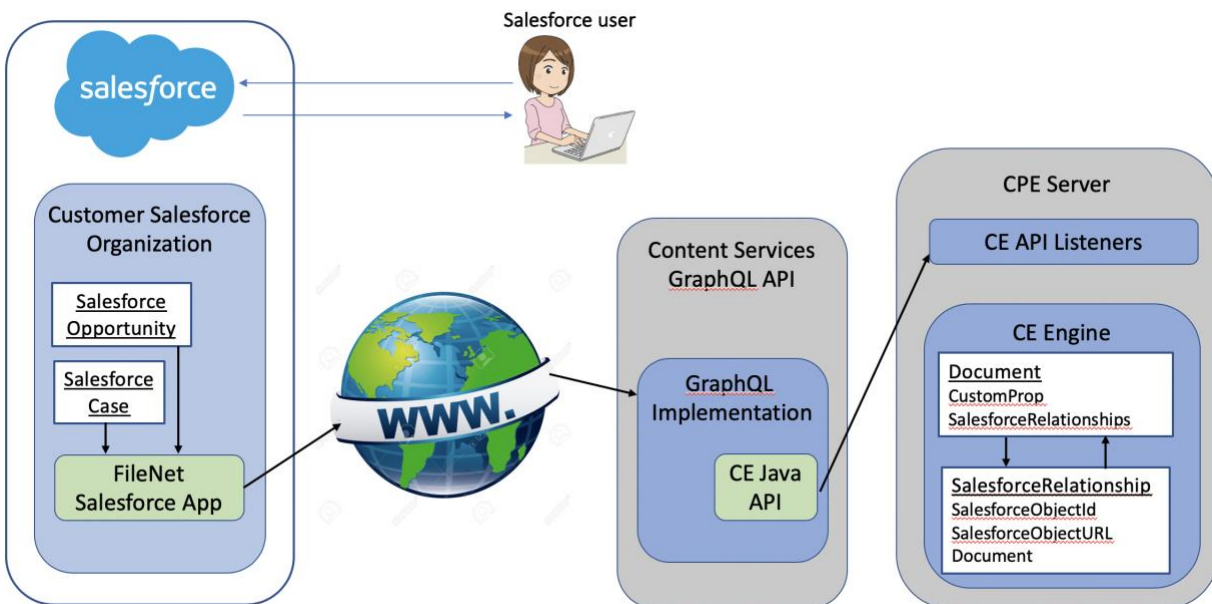 Salesforce user
salesforce
Customer Salesforce
Organization
Salesforce
Opportunity
Salesforce
Case
FileNet
Salesforce App
WWW.
Content Services
GraphQL API
GraphQL
Implementation
CE Java
API
CPE Server
CE API Listeners
CE Engine
Document
CustomProp
SalesforceRelationships
SalesforceRelationship
SalesforceObjectId
SalesforceObjectURL
Document